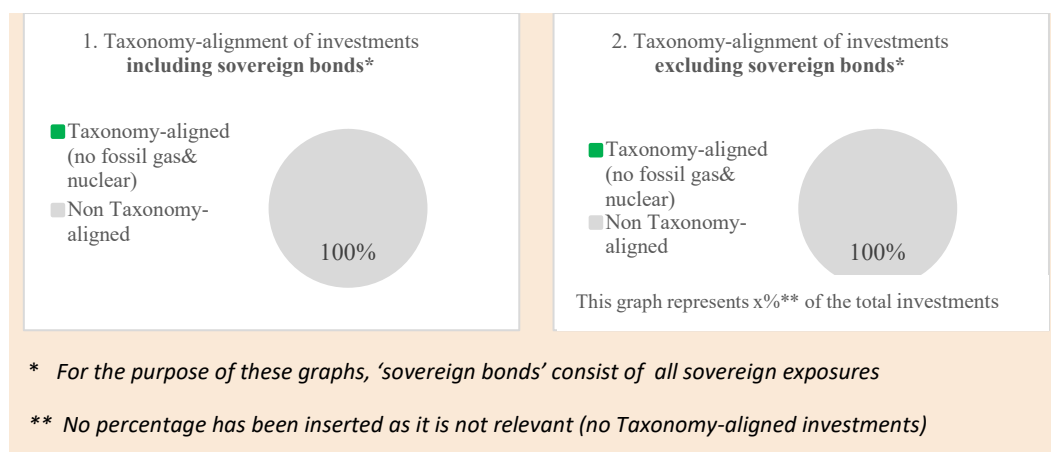 1. Taxonomy-alignment of investments
including sovereign bonds*
Taxonomy-aligned
(no fossil gas&
nuclear)
Non Taxonomy-
aligned
100%
2. Taxonomy-alignment of investments
excluding sovereign bonds*
Taxonomy-aligned
(no fossil gas&
nuclear)
Non Taxonomy-
aligned
100%
This graph represents x%** of the total investments
* For the purpose of these graphs, ‘sovereign bonds’ consist of all sovereign exposures
** No percentage has been inserted as it is not relevant (no Taxonomy-aligned investments)